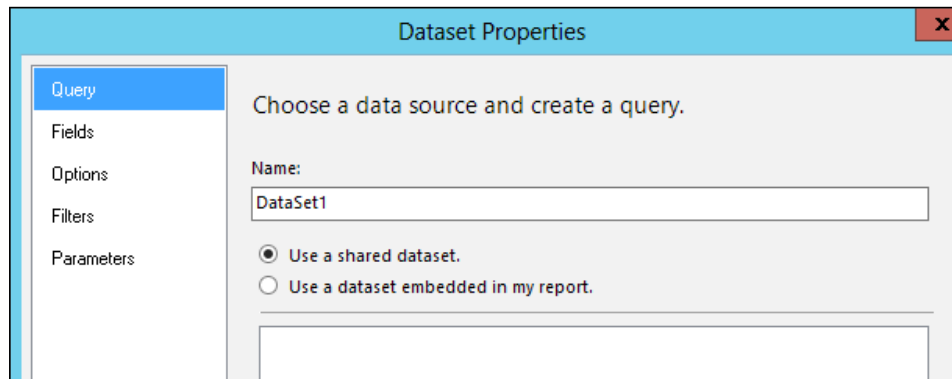 Dataset Properties
x
Query
Fields
Options
Filters
Parameters
Choose a data source and create a query.
Name:
DataSet1
Use a shared dataset.
Use a dataset embedded in my report.